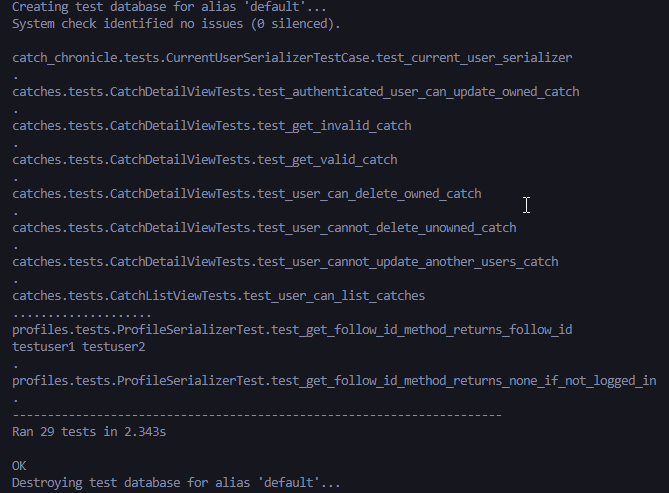 Creating test database for alias 'default'...
System check identified no issues (0 silenced).
catch_chronicle.tests.CurrentUserSerializerTestCase.test_current_user_serializer
.
catches.tests.CatchDetailViewTests.test_authenticated_user_can_update_owned_catch
.
catches.tests.CatchDetailViewTests.test_get_invalid_catch
.
catches.tests.CatchDetailViewTests.test_get_valid_catch
.
catches.tests.CatchDetailViewTests.test_user_can_delete_owned_catch
.
catches.tests.CatchDetailViewTests.test_user_cannot_delete_unowned_catch
.
catches.tests.CatchDetailViewTests.test_user_cannot_update_another_users_catch
.
catches.tests.CatchListViewTests.test_user_can_list_catches
....................
profiles.tests.ProfileSerializerTest.test_get_follow_id_method_returns_follow_id
testuser1 testuser2
.
profiles.tests.ProfileSerializerTest.test_get_follow_id_method_returns_none_if_not_logged_in
.
----------------------------------------------------------------------
Ran 29 tests in 2.343s
OK
Destroying test database for alias 'default'...